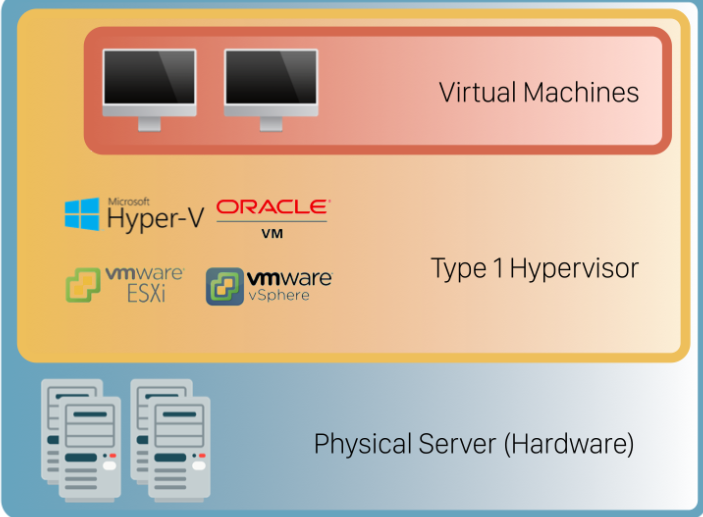 Virtual Machines
Microsoft
Hyper-V
ORACLE
VM
vmware
ESXi
vmware
vSphere
Type 1 Hypervisor
Physical Server (Hardware)